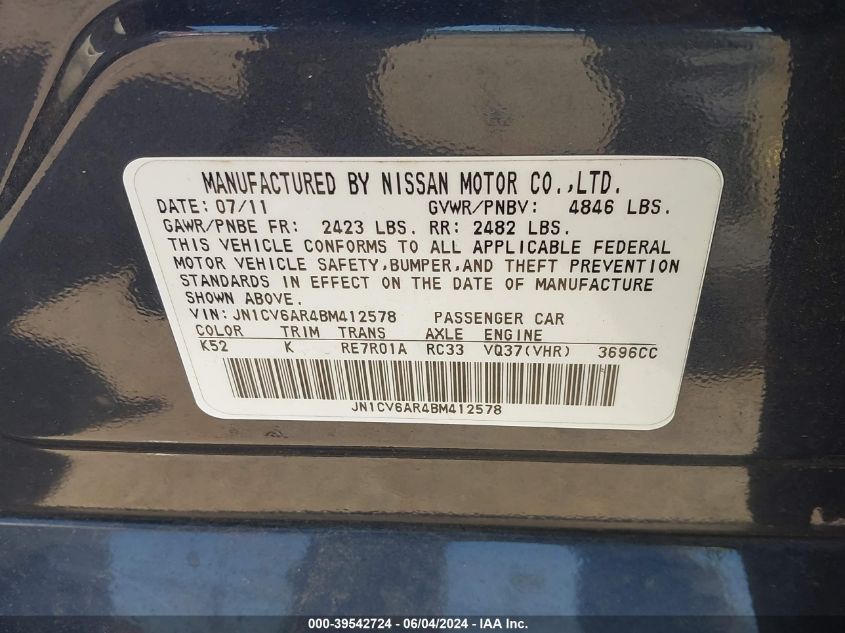 MANUFACTURED BY NISSAN MOTOR CO.,LTD.
DATE: 07/11 GVWR/PNBV: 4846 LBS.
GAWR/PNBE FR: 2423 LBS. RR: 2482 LBS.
THIS VEHICLE CONFORMS TO ALL APPLICABLE FEDERAL
MOTOR VEHICLE SAFETY,BUMPER,AND THEFT PREVENTION
STANDARDS IN EFFECT ON THE DATE OF MANUFACTURE
SHOWN ABOVE.
VIN: JN1CV6AR4BM412578 PASSENGER CAR
COLOR TRIM TRANS AXLE ENGINE
K52 K RE7R01A RC33 VQ37(VHR) 3696CC
JN1CV6AR4BM412578
000-39542724 - 06/04/2024 - IAA Inc.